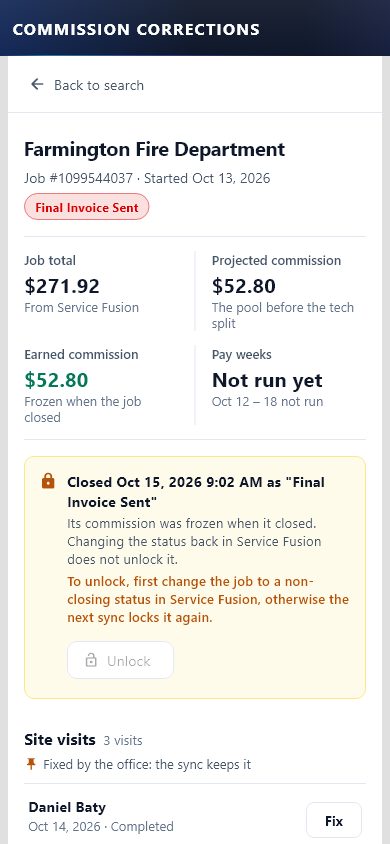 COMMISSION CORRECTIONS
Back to search
Farmington Fire Department
Job #1099544037 · Started Oct 13, 2026
Final Invoice Sent
Job total
$271.92
From Service Fusion
Projected commission
$52.80
The pool before the tech
split
Earned commission
$52.80
Frozen when the job
closed
Pay weeks
Not run yet
Oct 12 – 18 not run
Closed Oct 15, 2026 9:02 AM as "Final
Invoice Sent"
Its commission was frozen when it closed.
Changing the status back in Service Fusion
does not unlock it.
To unlock, first change the job to a non-
closing status in Service Fusion, otherwise the
next sync locks it again.
Unlock
Site visits 3 visits
Fixed by the office: the sync keeps it
Daniel Baty
Oct 14, 2026 · Completed
Fix